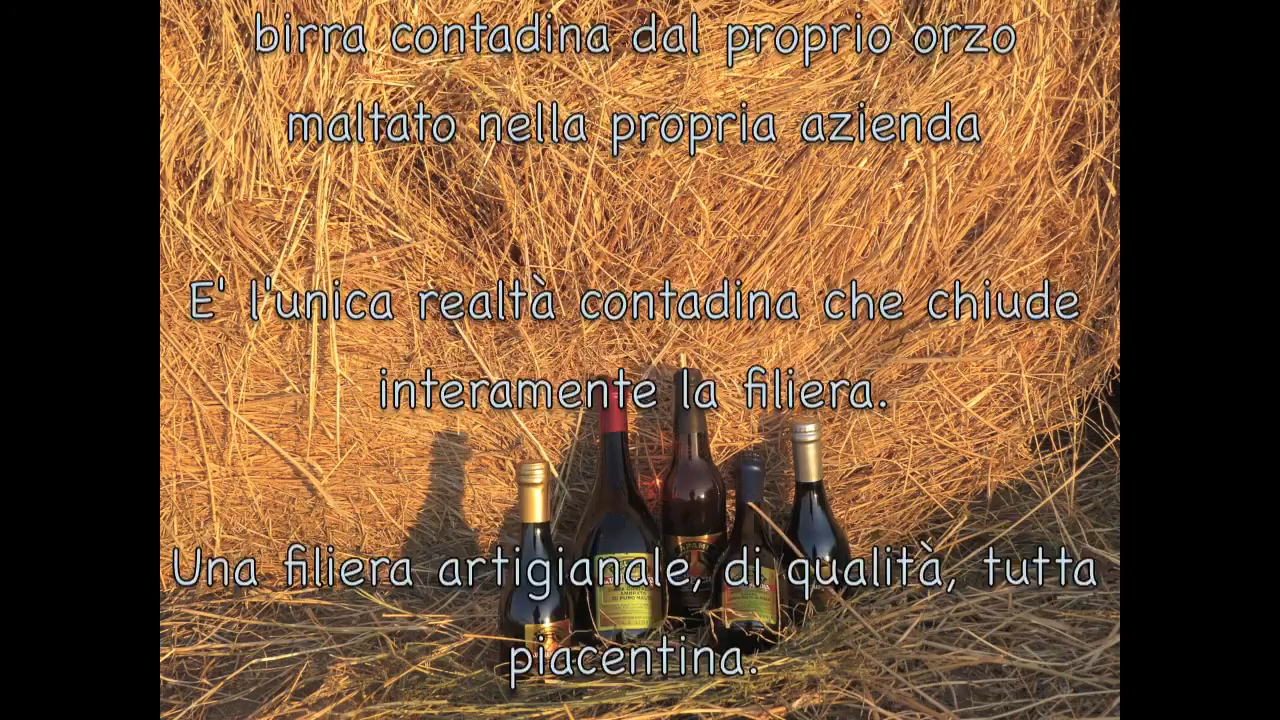 birra contadina dal proprio orzo
maltato nella propria azienda
E' l'unica realtà contadina che chiude
interamente la filiera.
Una filiera artigianale, di qualità, tutta
piacentina.